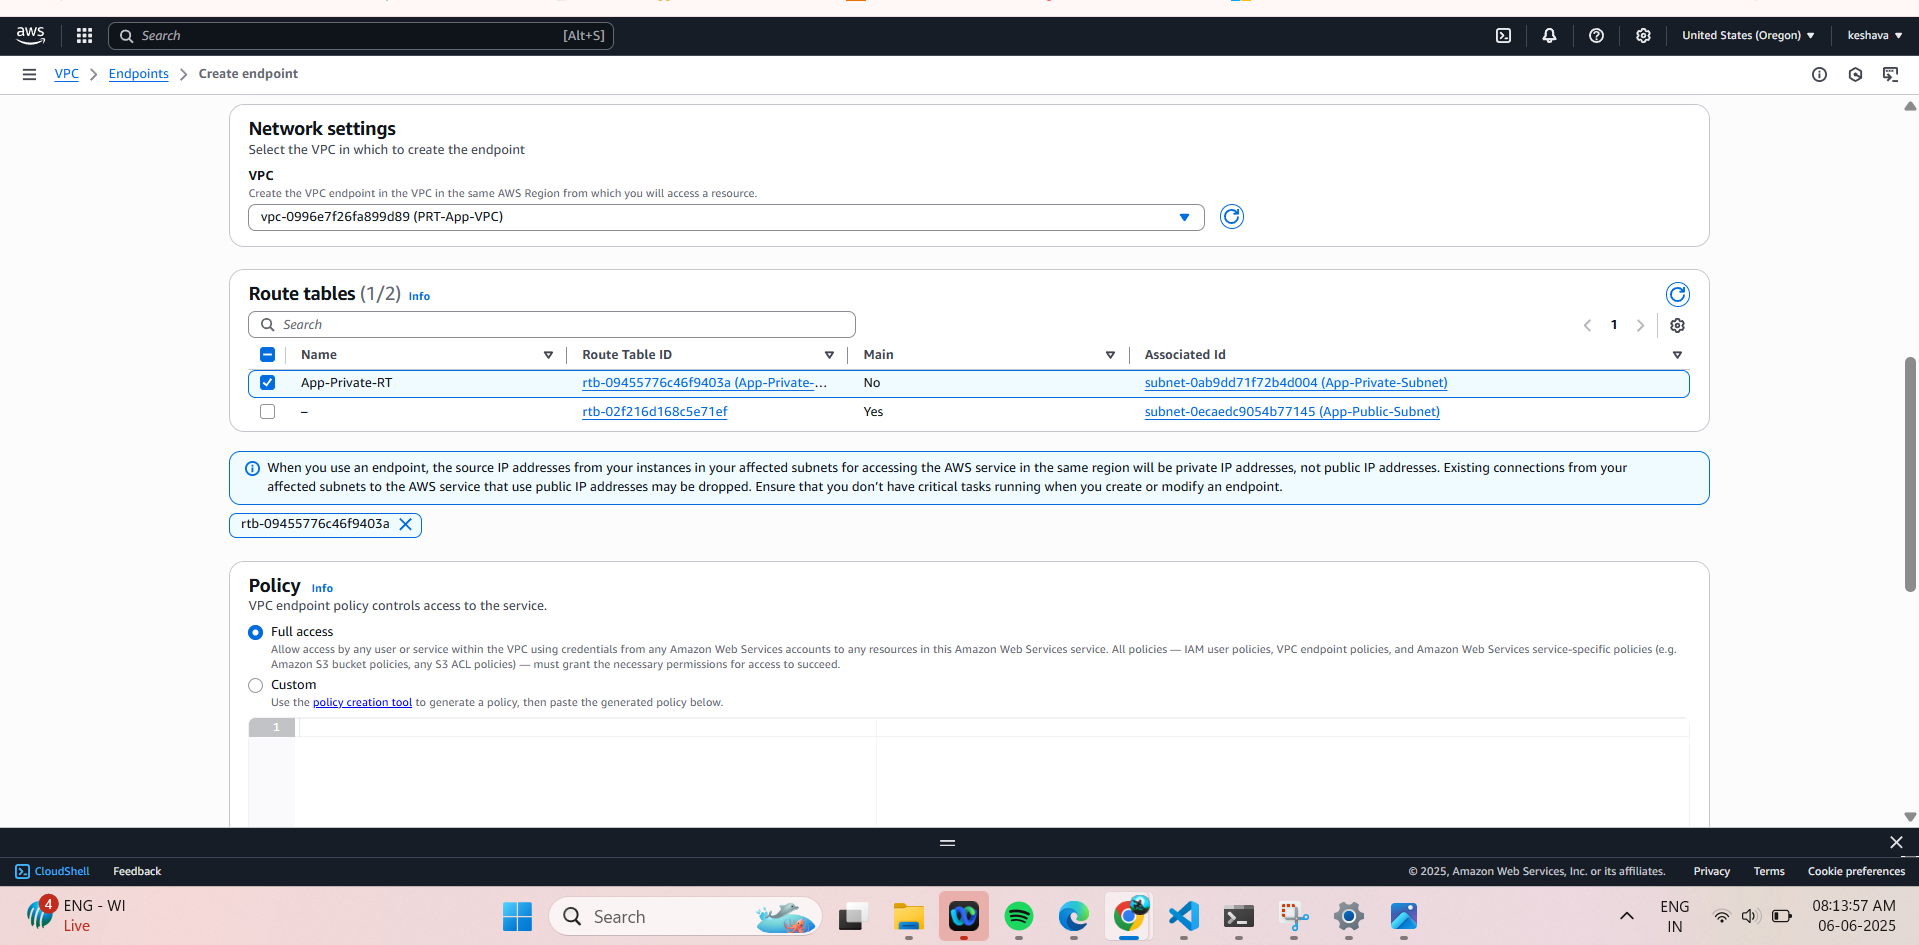 aws
Search
[Alt+S]
United States (Oregon)
keshava
VPC
Endpoints
Create endpoint
Network settings
Select the VPC in which to create the endpoint
VPC
Create the VPC endpoint in the VPC in the same AWS Region from which you will access a resource.
vpc-0996e7f26fa899d89 (PRT-App-VPC)
Route tables (1/2) Info
Search
1
Name Route Table ID Main Associated Id
App-Private-RT rtb-09455776c46f9403a (App-Private-... No subnet-0ab9dd71f72b4d004 (App-Private-Subnet)
– rtb-02f216d168c5e71ef Yes subnet-0ecaedc9054b77145 (App-Public-Subnet)
When you use an endpoint, the source IP addresses from your instances in your affected subnets for accessing the AWS service in the same region will be private IP addresses, not public IP addresses. Existing connections from your
affected subnets to the AWS service that use public IP addresses may be dropped. Ensure that you don't have critical tasks running when you create or modify an endpoint.
rtb-09455776c46f9403a
Policy Info
VPC endpoint policy controls access to the service.
Full access
Allow access by any user or service within the VPC using credentials from any Amazon Web Services accounts to any resources in this Amazon Web Services service. All policies — IAM user policies, VPC endpoint policies, and Amazon Web Services service-specific policies (e.g.
Amazon S3 bucket policies, any S3 ACL policies) — must grant the necessary permissions for access to succeed.
Custom
Use the policy creation tool to generate a policy, then paste the generated policy below.
1
CloudShell
Feedback
© 2025, Amazon Web Services, Inc. or its affiliates.
Privacy
Terms
Cookie preferences
4
ENG - WI
Live
Search
ENG
IN
08:13:57 AM
06-06-2025